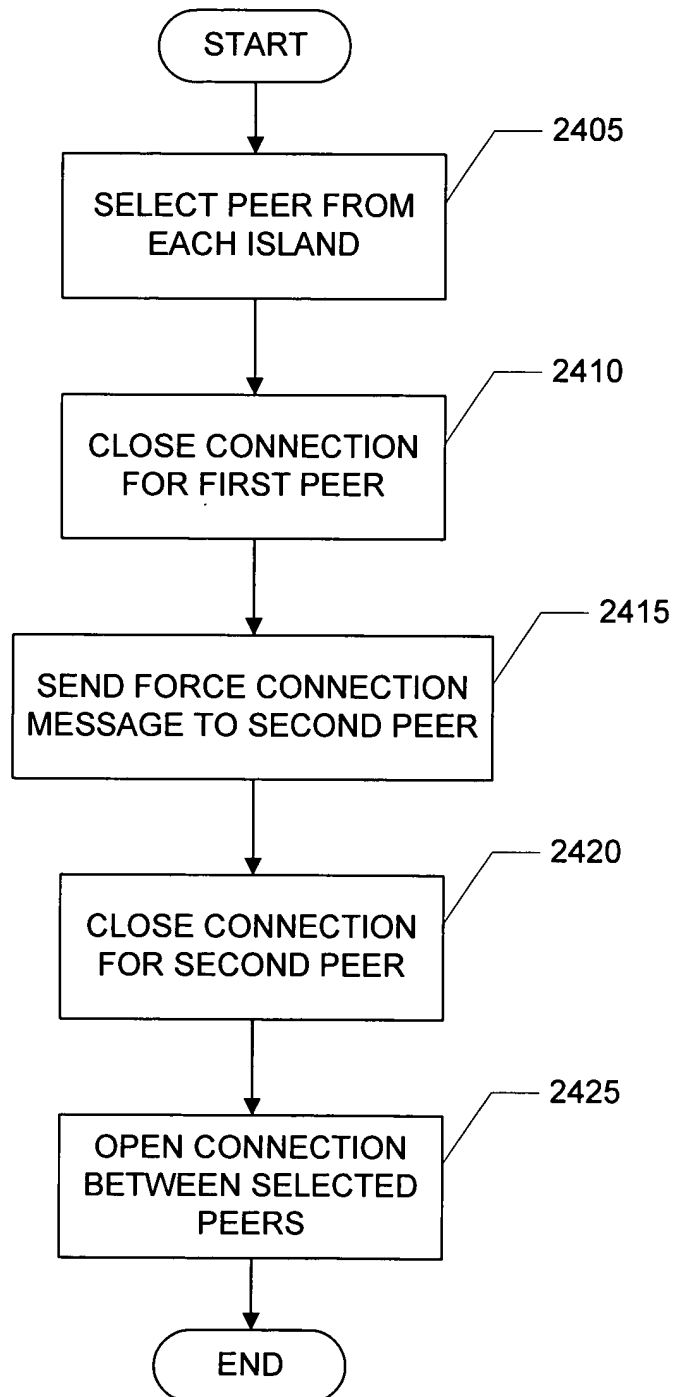 START
2405
SELECT PEER FROM
EACH ISLAND
2410
CLOSE CONNECTION
FOR FIRST PEER
2415
SEND FORCE CONNECTION
MESSAGE TO SECOND PEER
2420
CLOSE CONNECTION
FOR SECOND PEER
2425
OPEN CONNECTION
BETWEEN SELECTED
PEERS
END